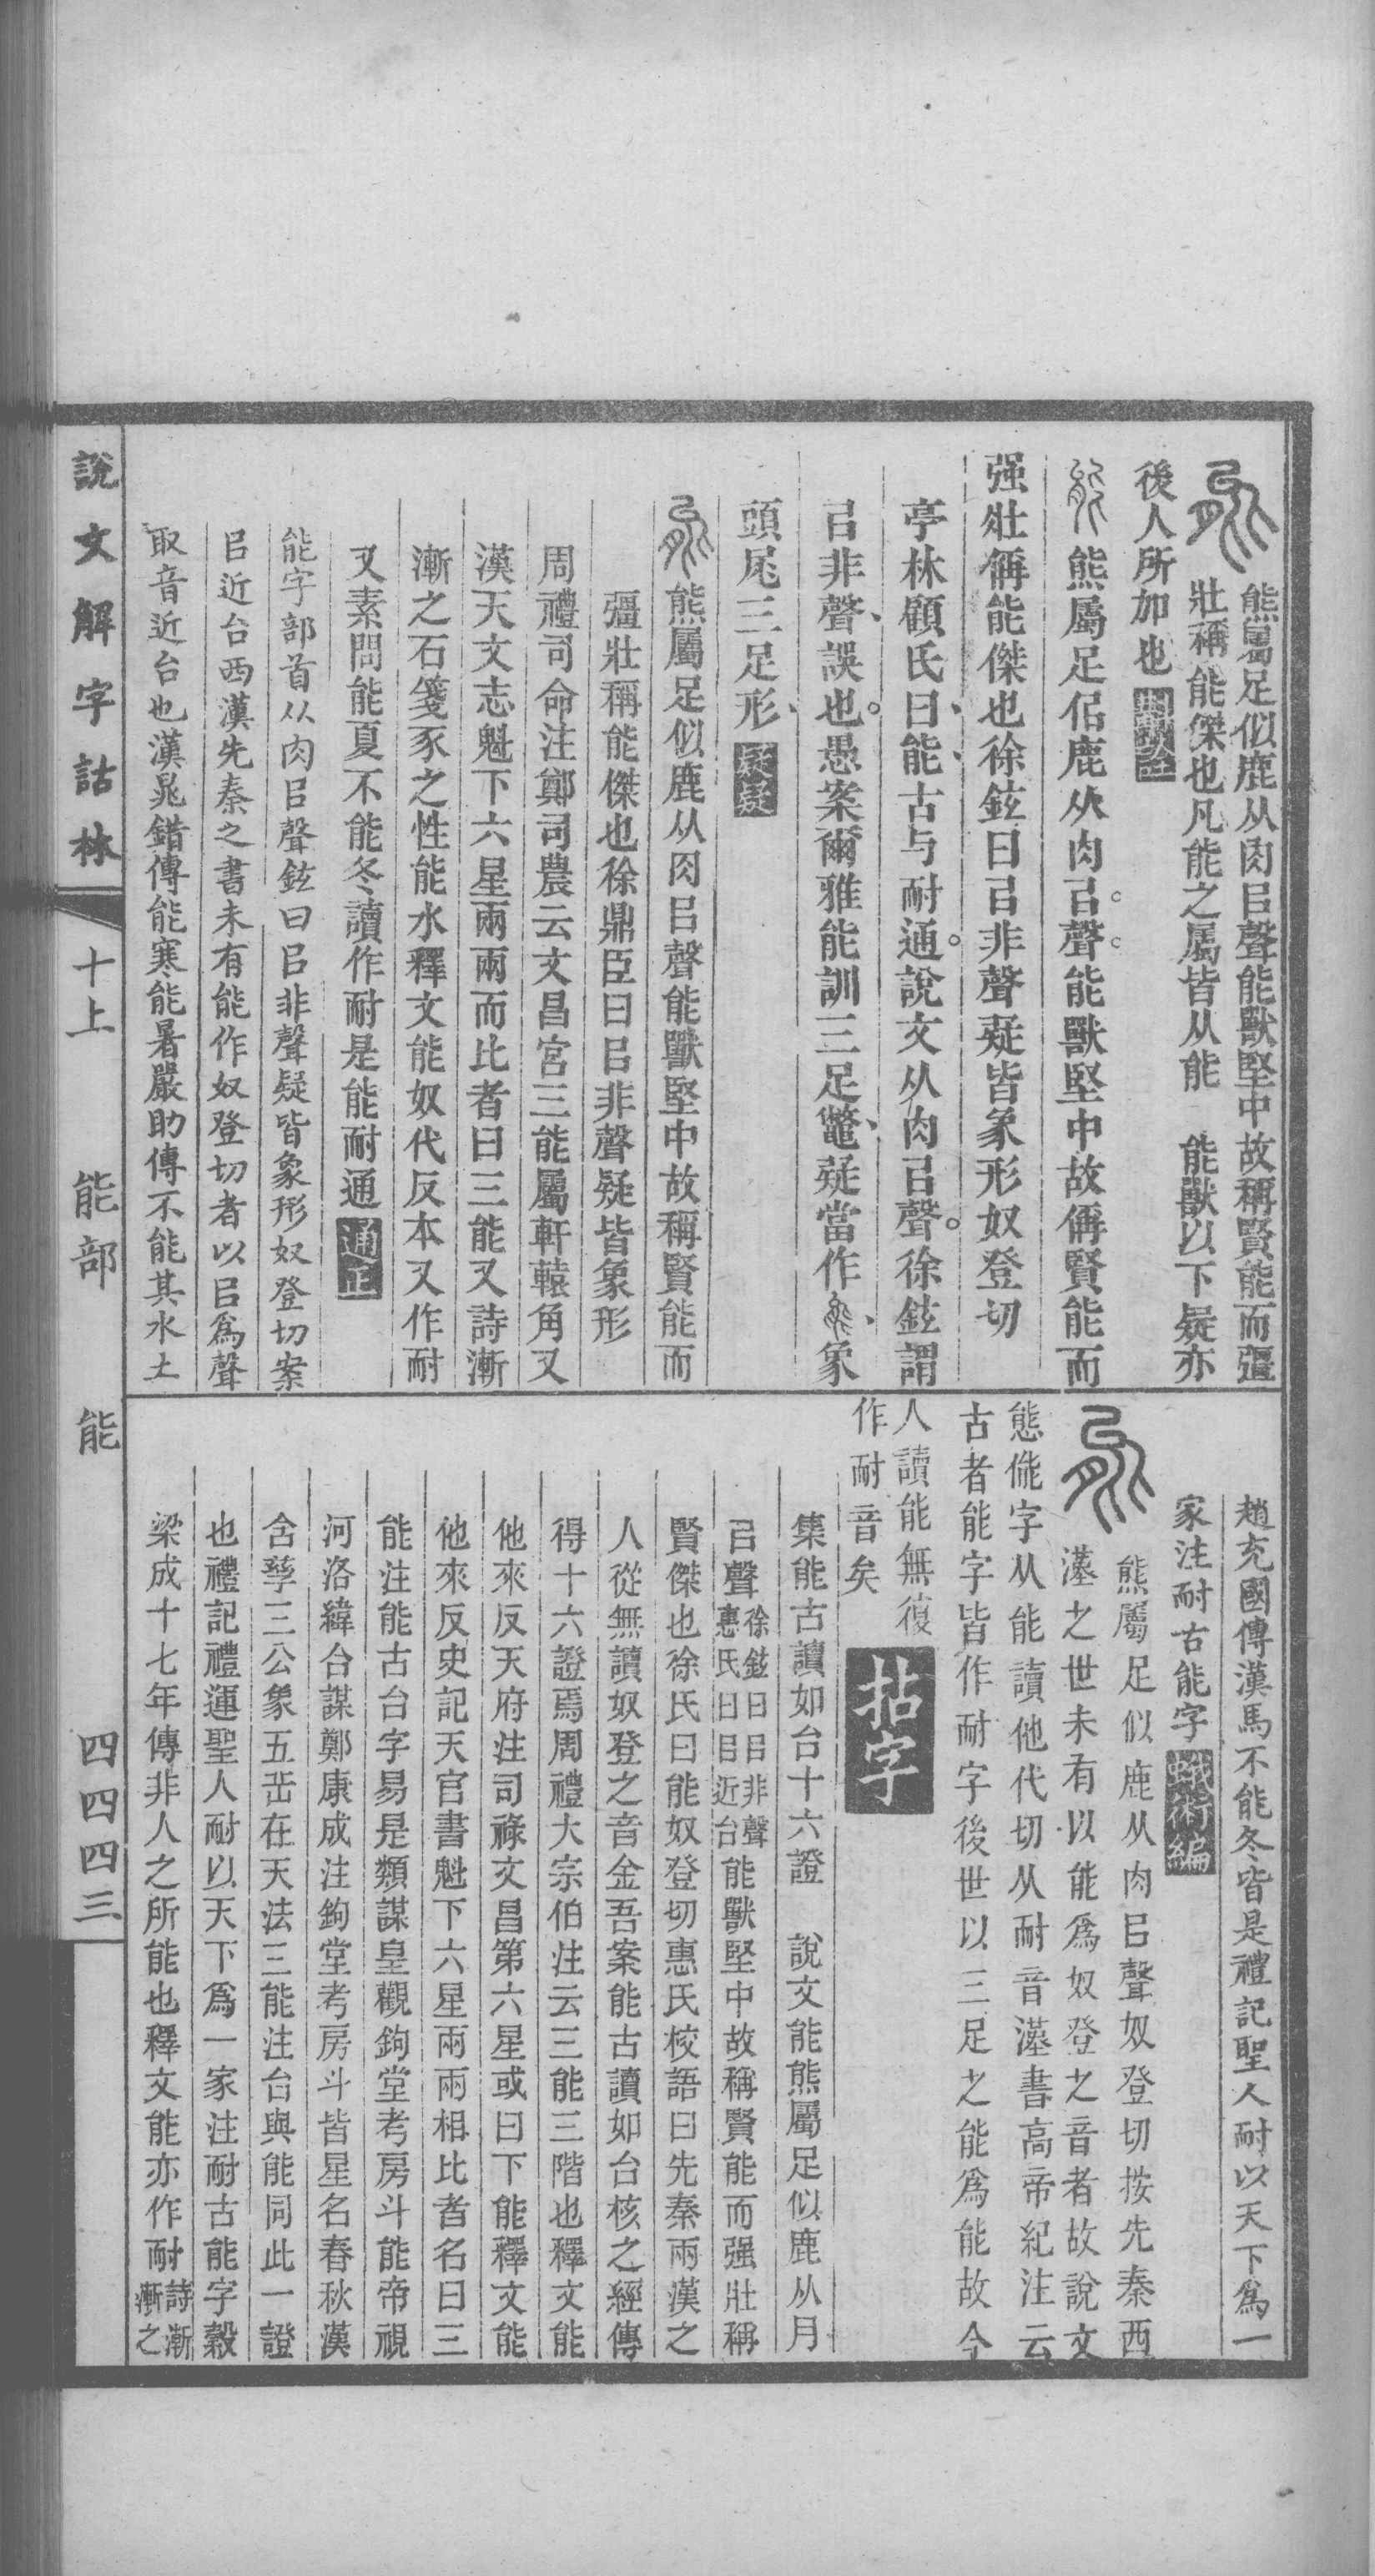 熊屬足似鹿从肉㠯聲能獸堅中故稱賢能而彊
壯稱能傑也凡能之屬皆从能　能獸以下疑亦
後人所加也
熊屬足佀鹿从肉㠯聲能獸堅中故偁賢能而
强壯偁能傑也徐鉉曰㠯非聲疑皆象形奴登切
亭林顧氏曰、能、古与耐通。說文从肉㠯聲。徐鉉謂
㠯非聲、誤也。愚案爾雅能訓三足鼈、疑當作、象
頭尾三足形、疑疑
熊屬足似鹿从肉㠯聲能獸堅中故稱賢能而
彊壯稱能傑也徐鼎臣曰㠯非聲疑皆象形
周禮司命注鄭司農云文昌宮三能屬軒轅角又
漢天文志魁下六星兩兩而比者曰三能又詩漸
漸之石箋豕之性能水釋文能奴代反本又作耐
又素問能夏不能冬讀作耐是能耐通通正
能字部首从肉㠯聲鉉曰㠯非聲疑皆象形奴登切案
㠯近台西漢先秦之書未有能作奴登切者以㠯爲聲
取音近台也漢鼂錯傳能寒能暑嚴助傳不能其水土
趙充國傳漢馬不能冬皆是禮記聖人耐以天下爲一
家注耐古能字蛾術編
熊屬足似鹿从肉㠯聲奴登切按先秦西
漢之世未有以能爲奴登之音者故說文
態儱字从能讀他代切从耐音漢書高帝紀注云
古者能字皆作耐字後世以三足之能爲能故今
人讀能無復
作耐音矣
拈字
集能古讀如台十六證　說文能熊屬足似鹿从月
㠯聲徐鉉曰㠯非聲惠氏曰㠯近台能獸堅中故稱賢能而强壯稱
賢傑也徐氏曰能奴登切惠氏校語曰先秦兩漢之
人從無讀奴登之音金吾案能古讀如台核之經傳
得十六證焉周禮大宗伯注云三能三階也釋文能
他來反天府注司祿文昌第六星或曰下能釋文能
他來反史記天官書魁下六星兩兩相比者名曰三
能注能古台字易是類謀皇觀鉤堂考房斗能帝視
河洛緯合謀鄭康成注鉤堂考房斗皆星名春秋漢
含孳三公象五岳在天法三能注台與能同此一證
也禮記禮運聖人耐以天下爲一家注耐古能字穀
梁成十七年傳非人之所能也釋文能亦作耐詩漸漸之
說文解字詁林
十上
能部
能
四四四三